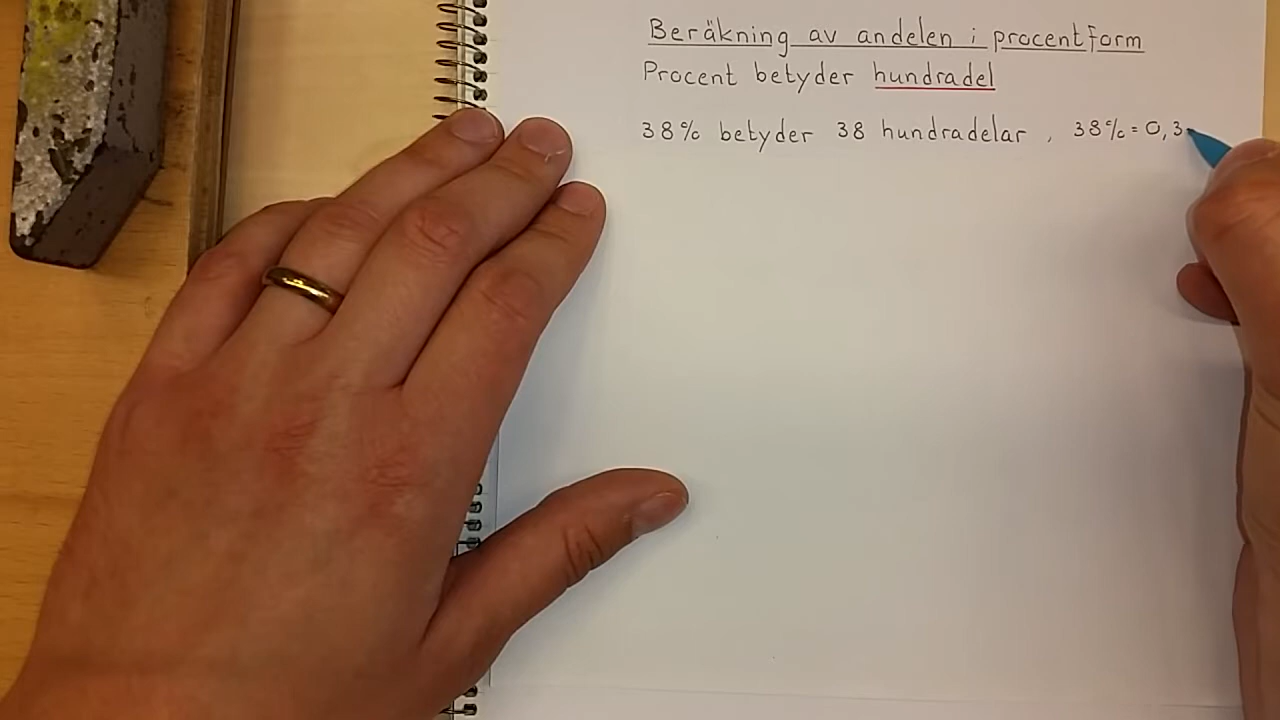 Beräkning av andelen i procentform
Procent betyder hundradel
38% betyder 38 hundradelar , 38% = 0,3